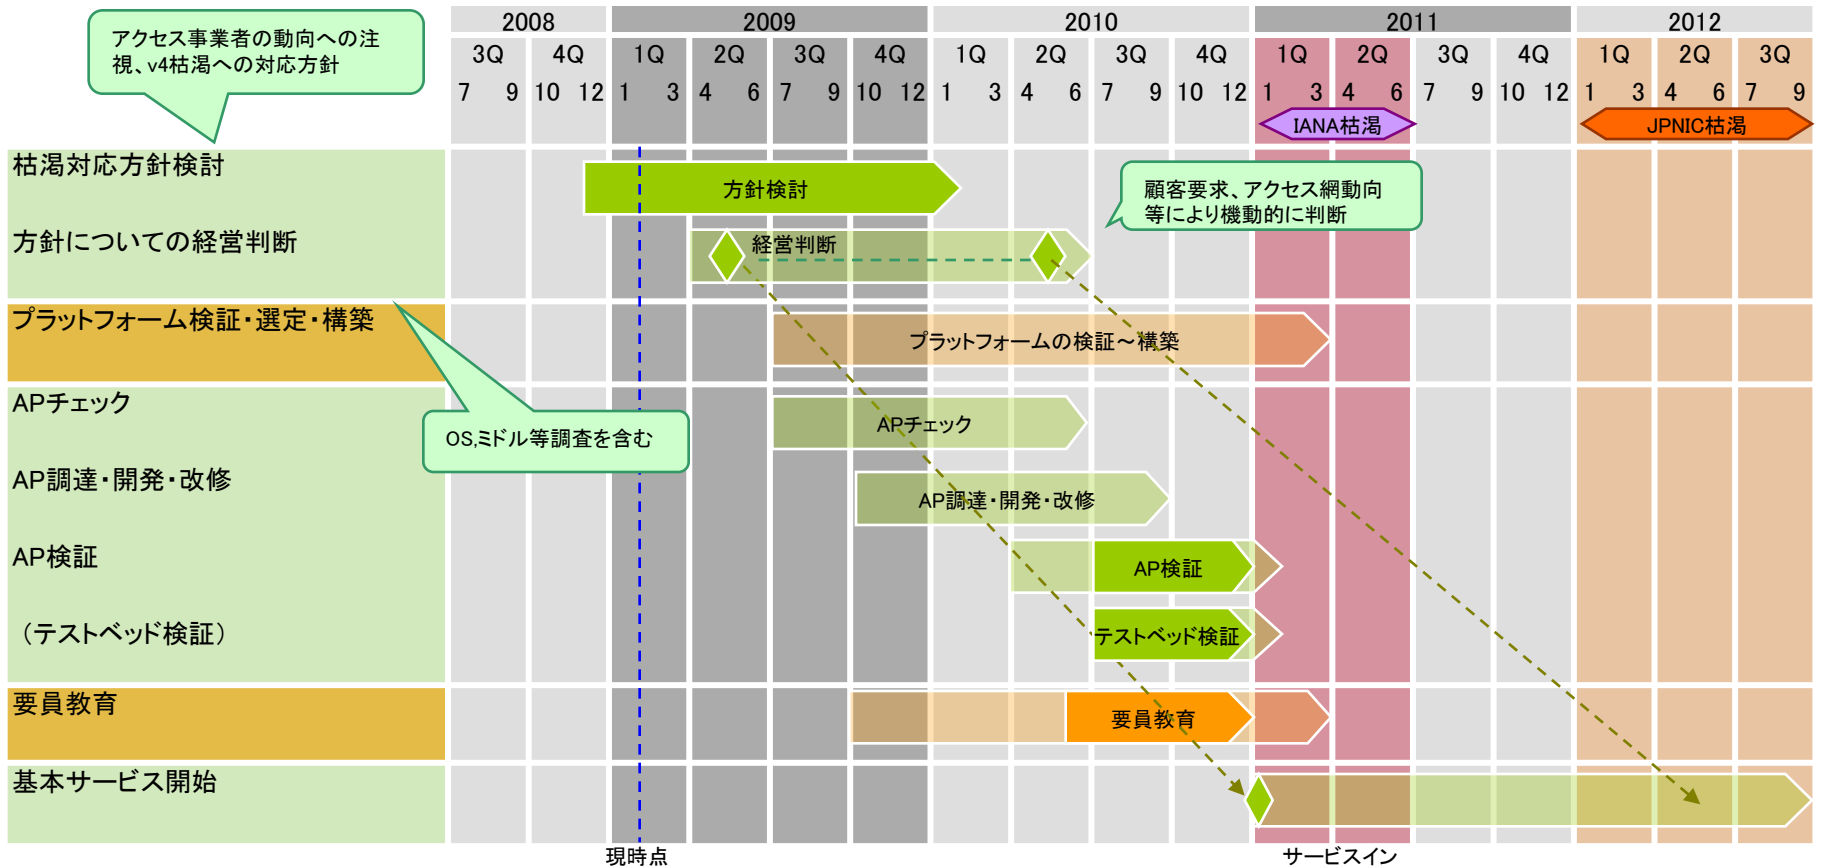 アクセス事業者の動向への注
視、v4枯渇への対応方針
2008 2009 2010 2011 2012
3Q 4Q 1Q 2Q 3Q 4Q 1Q 2Q 3Q 4Q 1Q 2Q 3Q 4Q 1Q 2Q 3Q
7 9 10 12 1 3 4 6 7 9 10 12 1 3 4 6 7 9 10 12 1 3 4 6 7 9 10 12 1 3 4 6 7 9
IANA枯渇 JPNIC枯渇
枯渇対応方針検討
方針検討
顧客要求、アクセス網動向
等により機動的に判断
方針についての経営判断
経営判断
プラットフォーム検証・選定・構築
プラットフォームの検証～構築
APチェック
APチェック
OS,ミドル等調査を含む
AP調達・開発・改修
AP調達・開発・改修
AP検証
AP検証
（テストベッド検証）
テストベッド検証
要員教育
要員教育
基本サービス開始
現時点 サービスイン